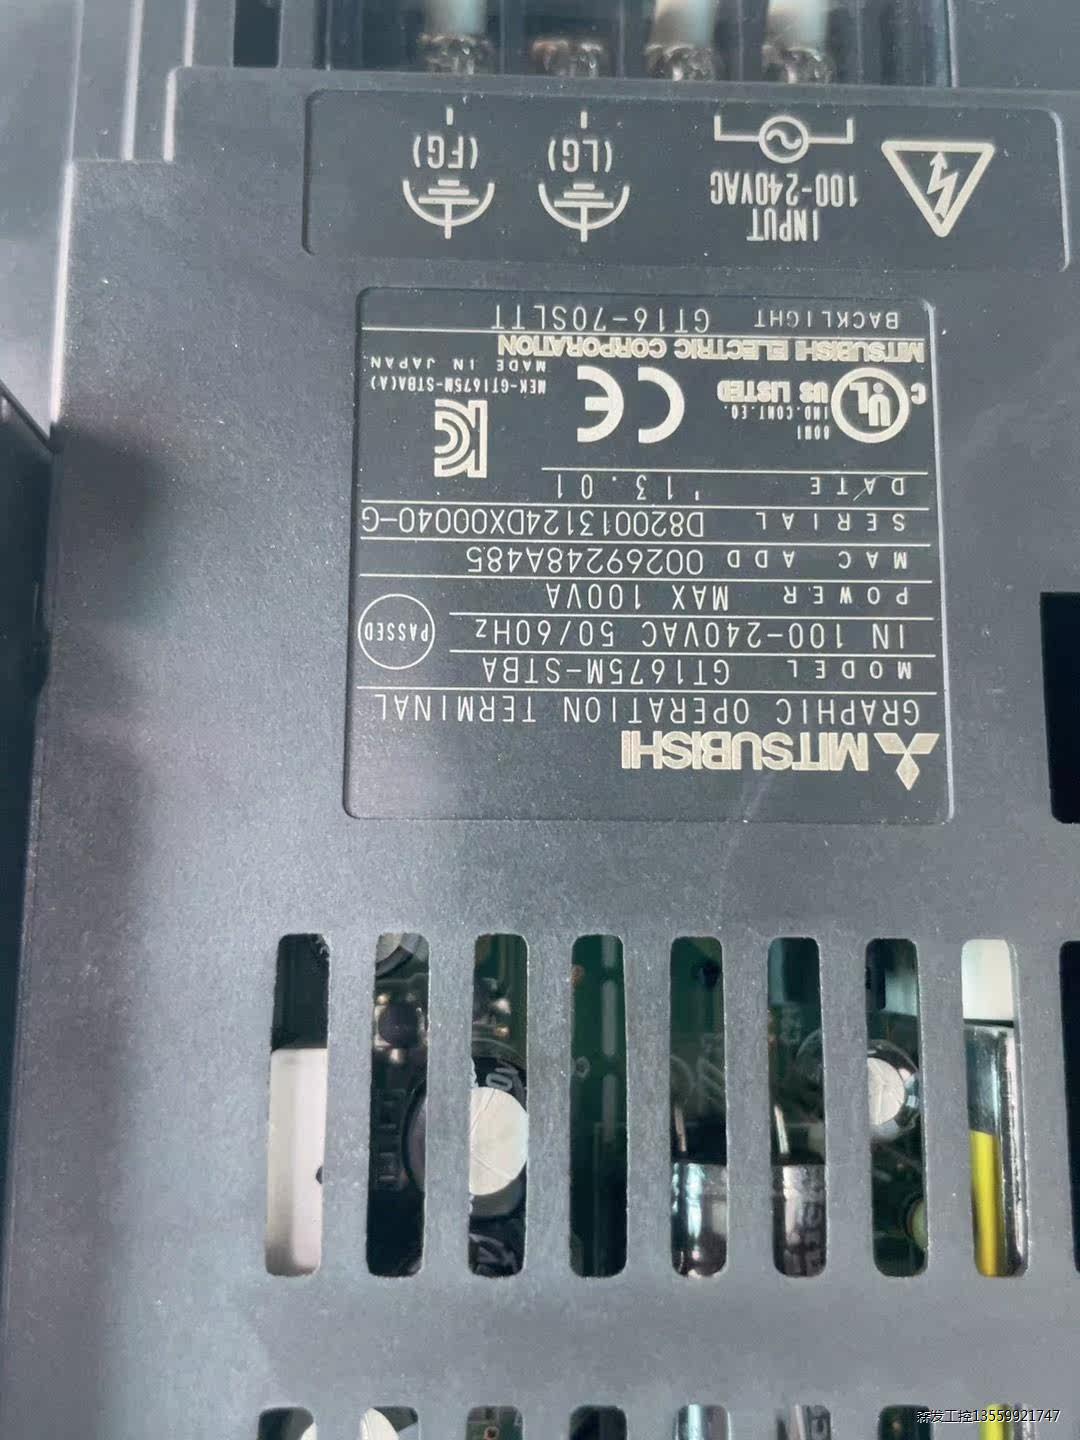 MITSUBISHI
GRAPHIC OPERATION TERMINAL
MODEL GT1675M-STBA
IN 100-240VAC 50/60Hz
PASSED
POWER MAX 100VA
MAC ADD 00269248A485
SERIAL D820013124DX00040-G
DATE '13.01
80M1
IND.CONT.EQ.
C UL US LISTED
CE
KC
MEK-GT1675M-STBA(A)
MADE IN JAPAN
MITSUBISHI ELECTRIC CORPORATION
BACKLIGHT GT16-70SLTT
INPUT
100-240VAC
(LG)
(FG)
森发工控13559921747